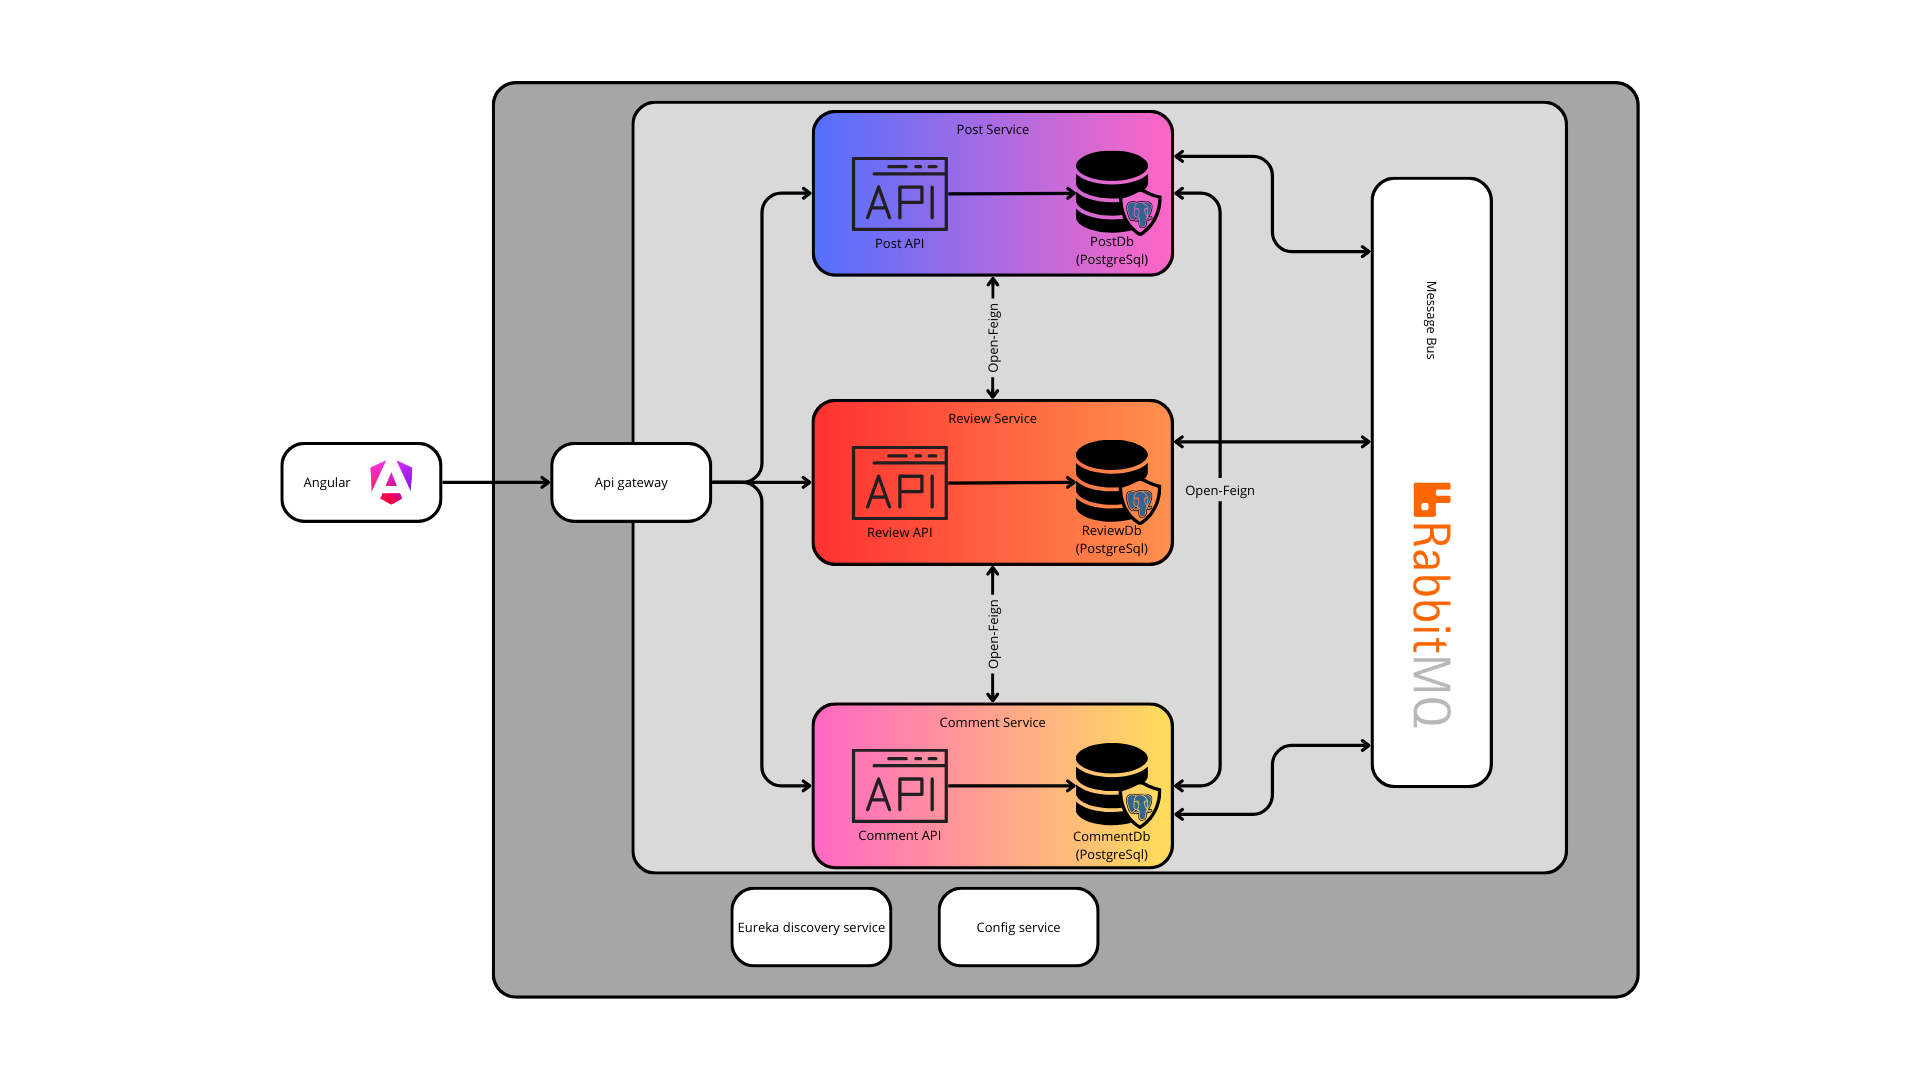 Angular
Api gateway
Post Service
API
Post API
PostDb
(PostgreSql)
Open-Feign
Review Service
API
Review API
ReviewDb
(PostgreSql)
Open-Feign
Open-Feign
Comment Service
API
Comment API
CommentDb
(PostgreSql)
Message Bus
RabbitMQ
Eureka discovery service
Config service